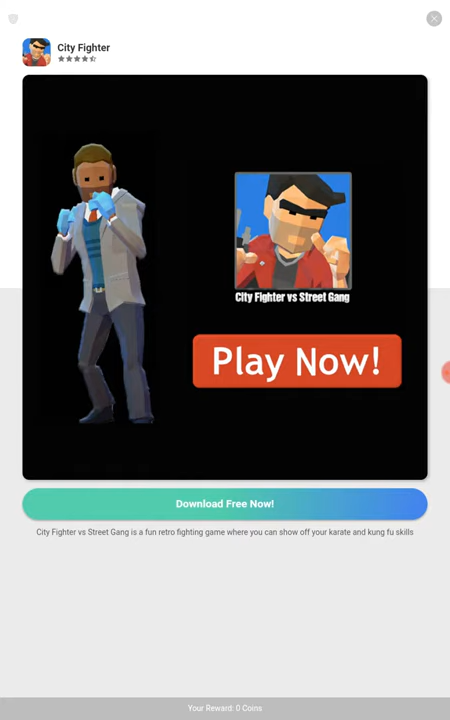 City Fighter
City Fighter vs Street Gang
Play Now!
Download Free Now!
City Fighter vs Street Gang is a fun retro fighting game where you can show off your karate and kung fu skills
Your Reward: 0 Coins